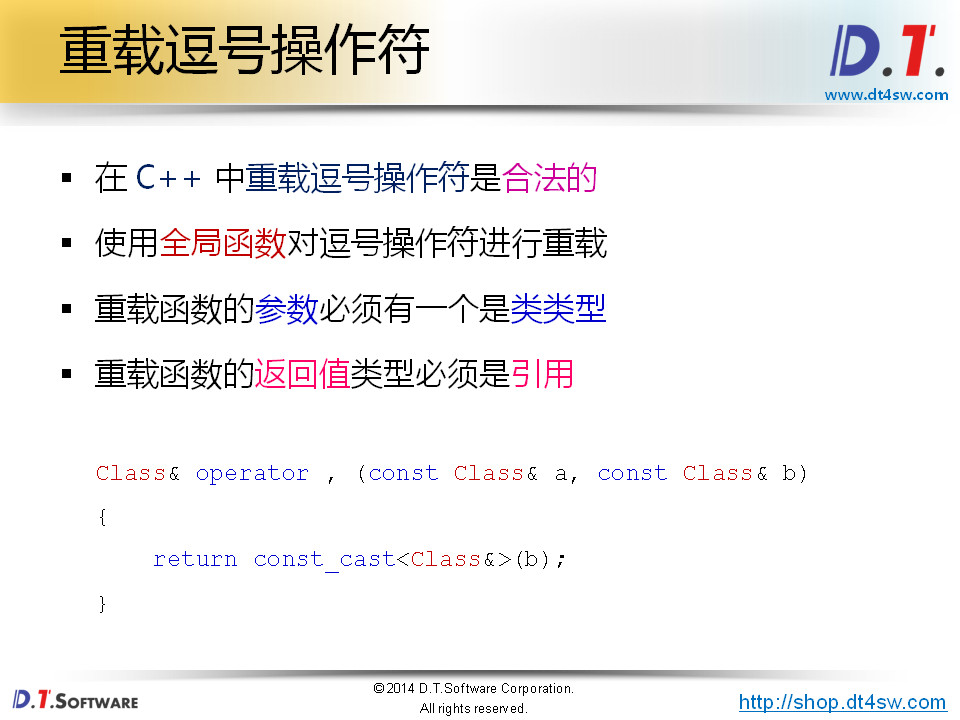 重载逗号操作符
D.T.
www.dt4sw.com
▪ 在 C++ 中重载逗号操作符是合法的
▪ 使用全局函数对逗号操作符进行重载
▪ 重载函数的参数必须有一个是类类型
▪ 重载函数的返回值类型必须是引用
Class& operator , (const Class& a, const Class& b)
{
    return const_cast<Class&>(b);
}
D.T.SOFTWARE
©2014 D.T.Software Corporation.
All rights reserved.
http://shop.dt4sw.com